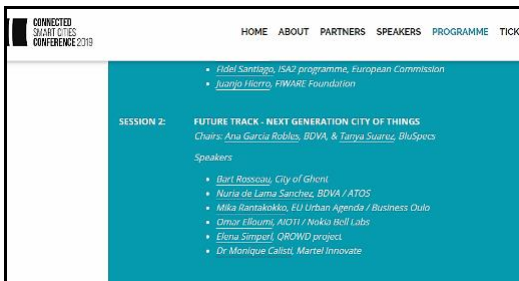 CONNECTED
SMART CITIES
CONFERENCE 2019
HOME ABOUT PARTNERS SPEAKERS PROGRAMME TICK
Fidel Santiago, ISA2 programme, European Commission
Juanjo Hierro, FIWARE Foundation
SESSION 2: FUTURE TRACK - NEXT GENERATION CITY OF THINGS
Chairs: Ana Garcia Robles, BDVA, & Tanya Suarez, BluSpecs
Speakers
Bart Rosseau, City of Ghent
Nuria de Lama Sanchez, BDVA / ATOS
Mika Rantakokko, EU Urban Agenda / Business Oulo
Omar Elloumi, AIOTI / Nokia Bell Labs
Elena Simperl, QROWD project
Dr Monique Calisti, Martel Innovate